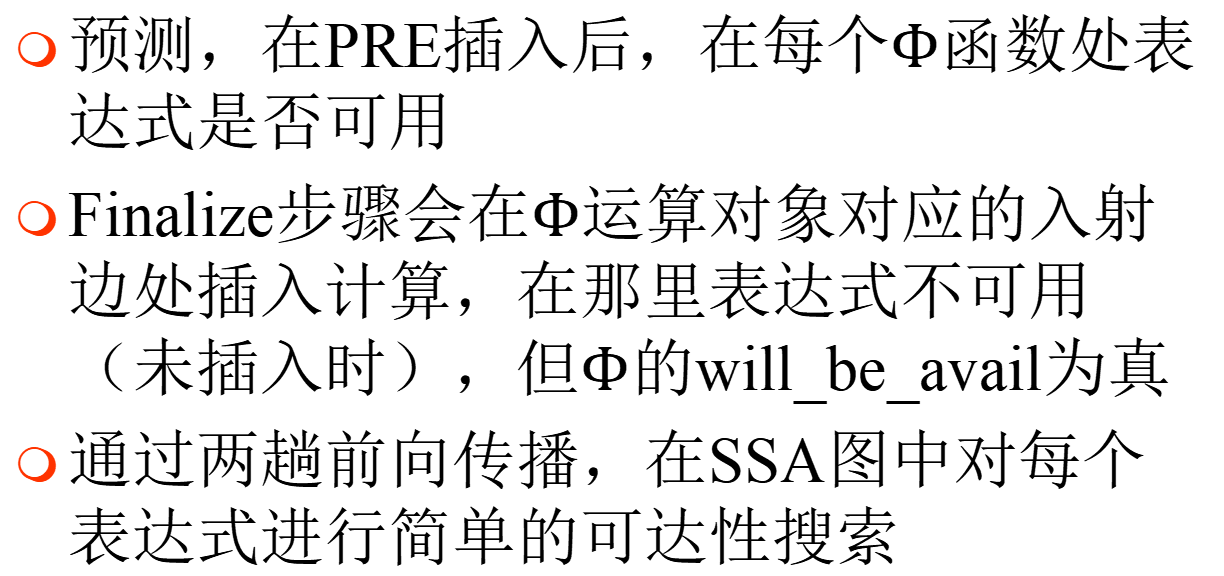 预测，在PRE插入后，在每个Φ函数处表
达式是否可用
Finalize步骤会在Φ运算对象对应的入射
边处插入计算，在那里表达式不可用
（未插入时），但Φ的will_be_avail为真
通过两趟前向传播，在SSA图中对每个
表达式进行简单的可达性搜索